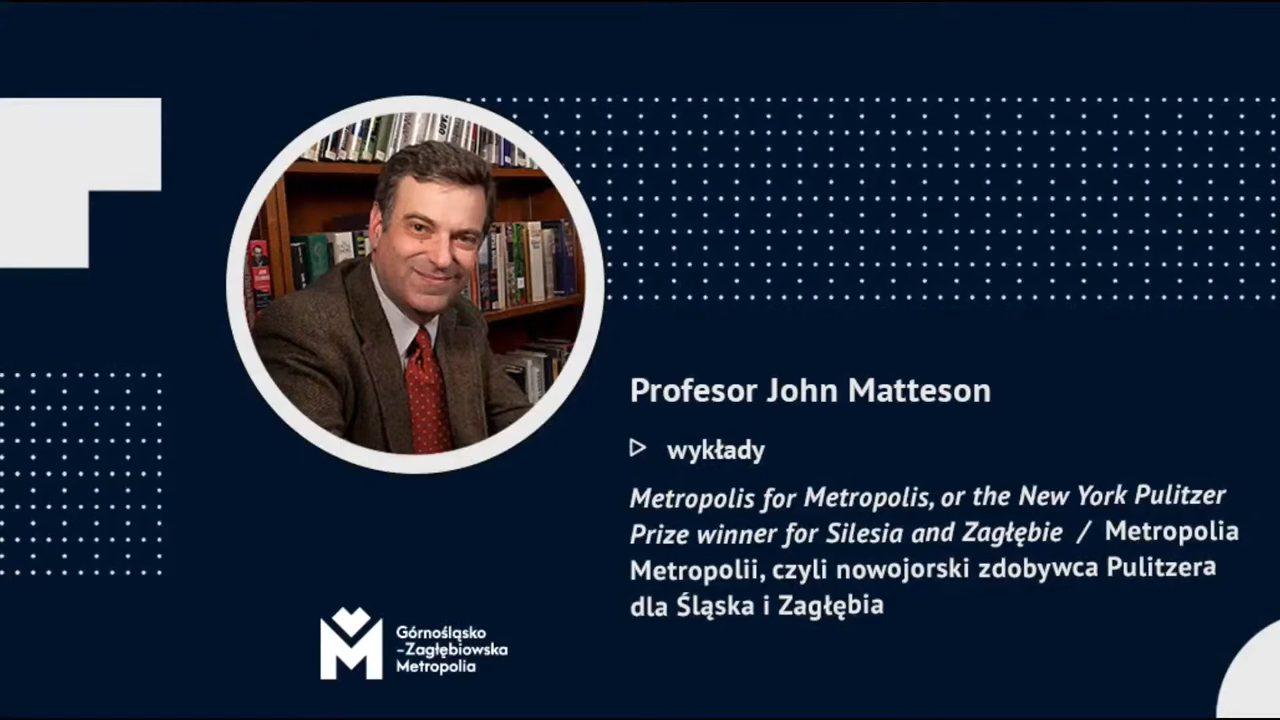 Profesor John Matteson
wykłady
Metropolis for Metropolis, or the New York Pulitzer
Prize winner for Silesia and Zagłębie / Metropolia
Metropolii, czyli nowojorski zdobywca Pulitzera
dla Śląska i Zagłębia
Górnośląsko
-Zagłębiowska
Metropolia